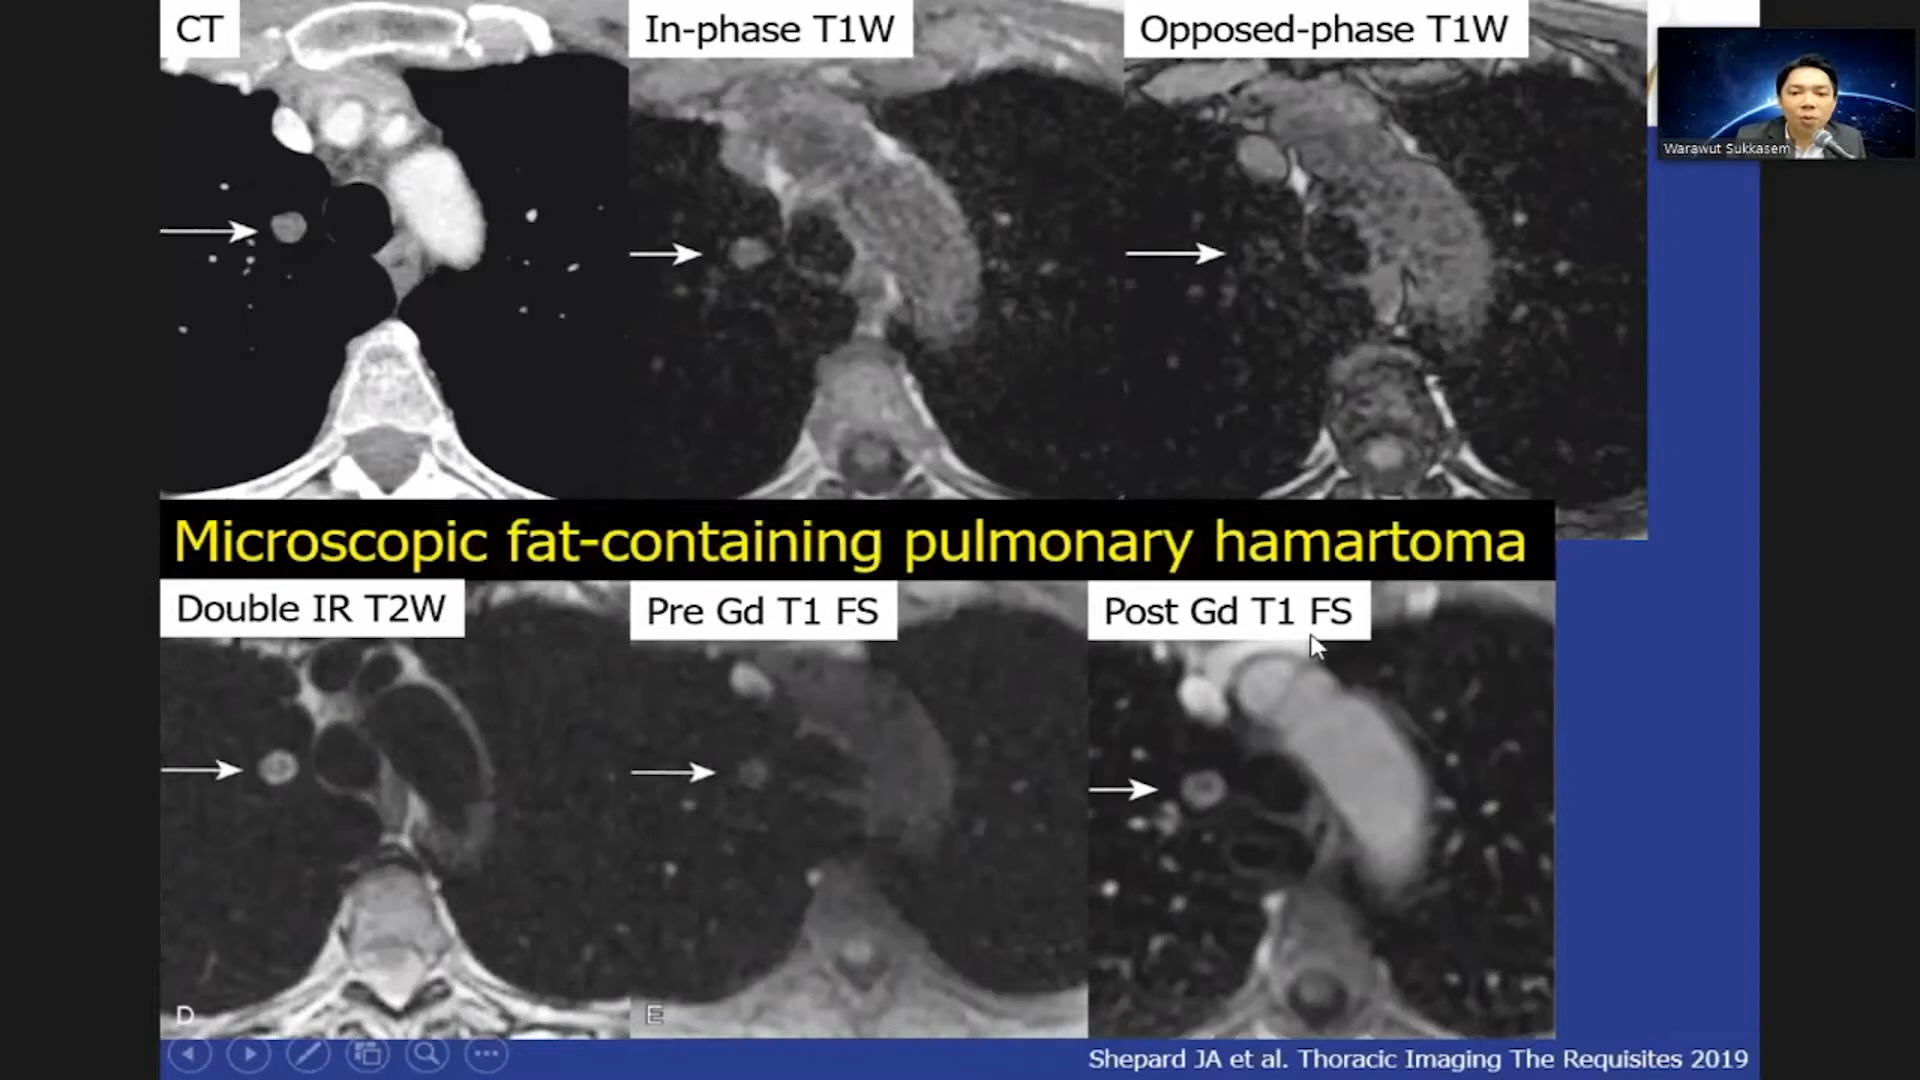 CT
In-phase T1W
Opposed-phase T1W
Warawut Sukkasem
Microscopic fat-containing pulmonary hamartoma
Double IR T2W
Pre Gd T1 FS
Post Gd T1 FS
D
E
Shepard JA et al. Thoracic Imaging The Requisites 2019